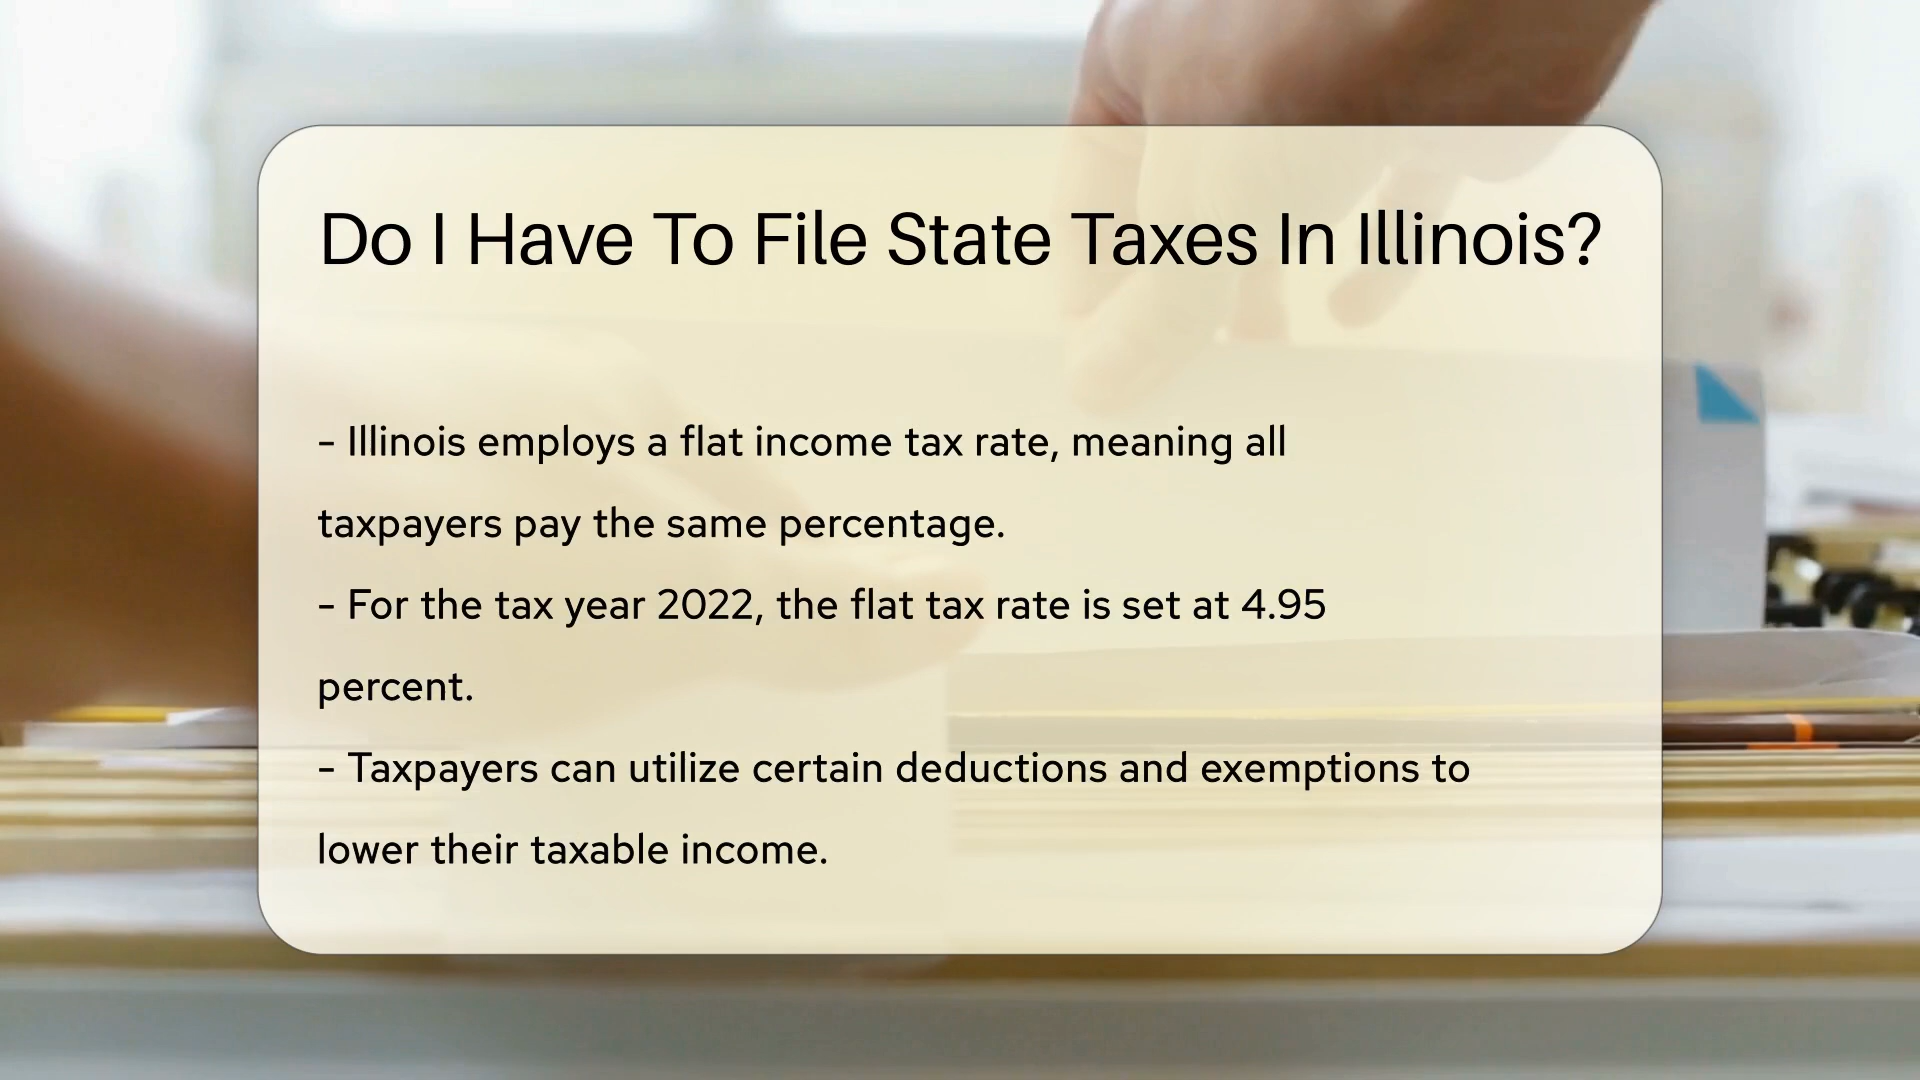 Do I Have To File State Taxes In Illinois?
- Illinois employs a flat income tax rate, meaning all
taxpayers pay the same percentage.
- For the tax year 2022, the flat tax rate is set at 4.95
percent.
- Taxpayers can utilize certain deductions and exemptions to
lower their taxable income.